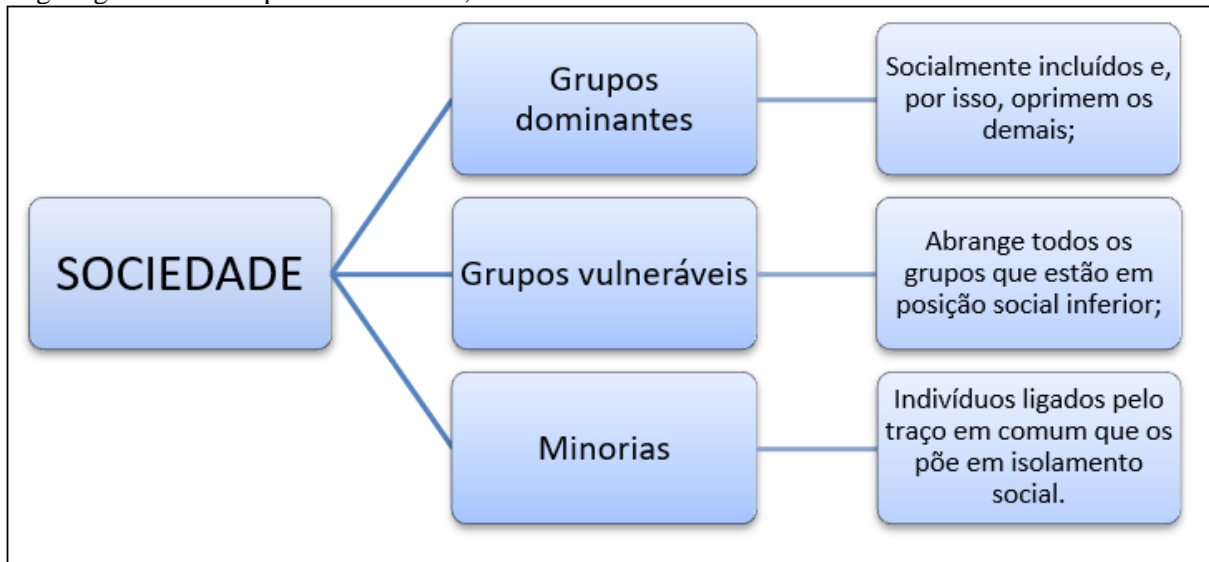 Grupos
dominantes
Socialmente incluídos e,
por isso, oprimem os
demais;
SOCIEDADE
Grupos vulneráveis
Abrange todos os
grupos que estão em
posição social inferior;
Minorias
Indivíduos ligados pelo
traço em comum que os
põe em isolamento
social.